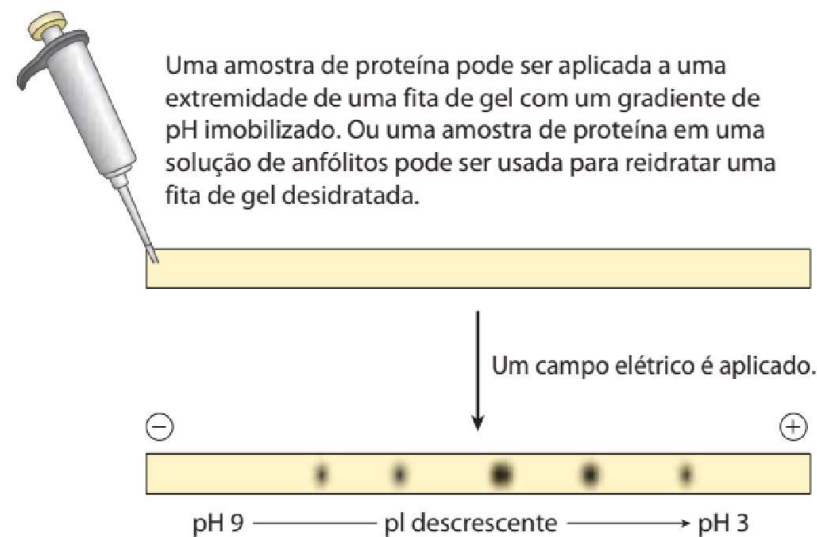 Uma amostra de proteína pode ser aplicada a uma
extremidade de uma fita de gel com um gradiente de
pH imobilizado. Ou uma amostra de proteína em uma
solução de anfólitos pode ser usada para reidratar uma
fita de gel desidratada.
Um campo elétrico é aplicado.
− +
pH 9 pI descrescente pH 3